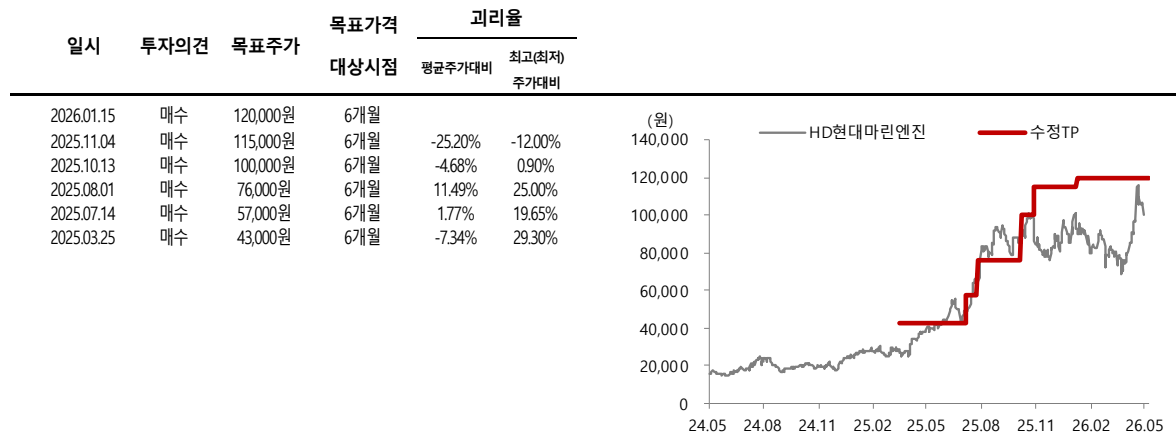 일시 투자의견 목표주가 목표가격 대상시점 괴리율
평균주가대비 최고(최저) 주가대비
2026.01.15 매수 120,000원 6개월
2025.11.04 매수 115,000원 6개월 -25.20% -12.00%
2025.10.13 매수 100,000원 6개월 -4.68% 0.90%
2025.08.01 매수 76,000원 6개월 11.49% 25.00%
2025.07.14 매수 57,000원 6개월 1.77% 19.65%
2025.03.25 매수 43,000원 6개월 -7.34% 29.30%
(원)
HD현대마린엔진 수정TP
140,000
120,000
100,000
80,000
60,000
40,000
20,000
0
24.05 24.08 24.11 25.02 25.05 25.08 25.11 26.02 26.05